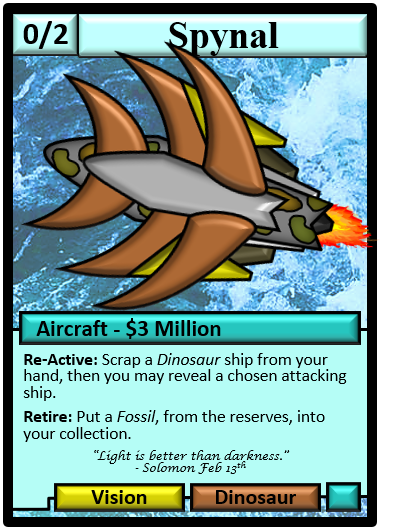 0/2 Spynal
Aircraft - $3 Million
Re-Active: Scrap a Dinosaur ship from your
hand, then you may reveal a chosen attacking
ship.
Retire: Put a Fossil, from the reserves, into
your collection.
"Light is better than darkness."
- Solomon Feb 13th
Vision Dinosaur